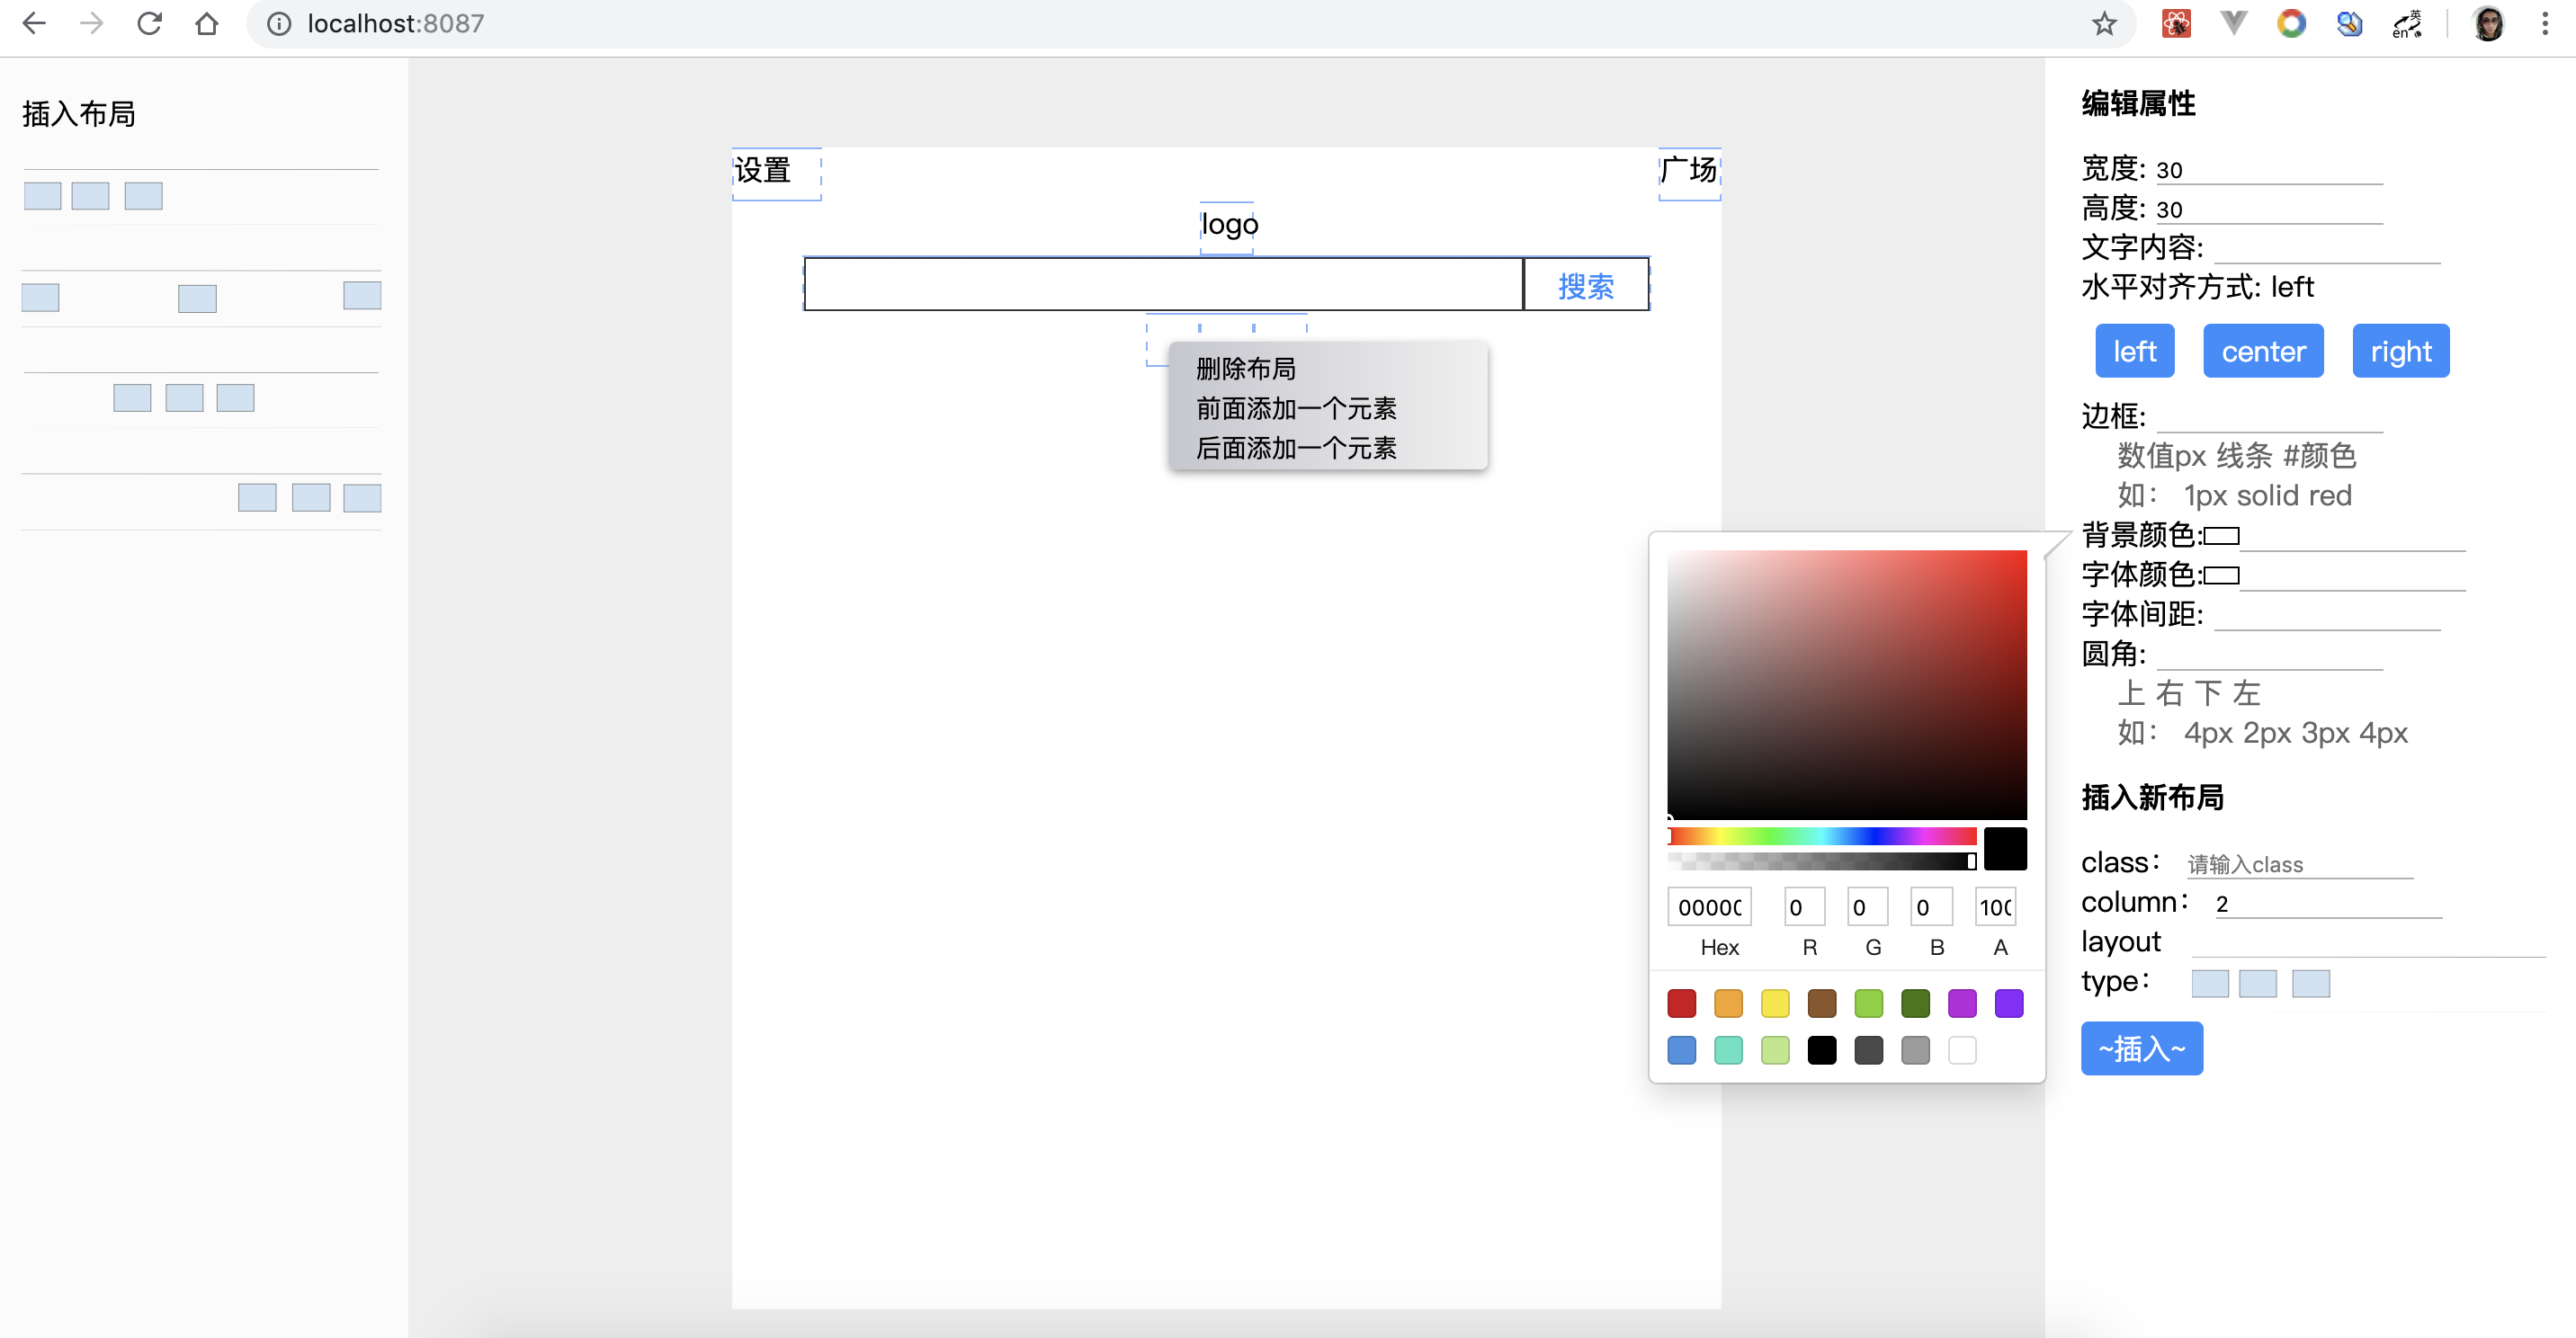 localhost:8087
英
en
插入布局
设置
广场
logo
搜索
删除布局
前面添加一个元素
后面添加一个元素
00000
0
0
0
100
Hex
R
G
B
A
编辑属性
宽度: 30
高度: 30
文字内容:
水平对齐方式: left
left
center
right
边框:
数值px 线条 #颜色
如： 1px solid red
背景颜色:
字体颜色:
字体间距:
圆角:
上 右 下 左
如： 4px 2px 3px 4px
插入新布局
class： 请输入class
column： 2
layout
type：
~插入~